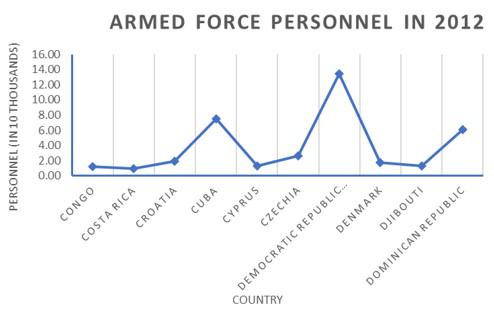 ARMED FORCE PERSONNEL IN 2012
PERSONNEL (IN 10 THOUSANDS)
16.00
14.00
12.00
10.00
8.00
6.00
4.00
2.00
0.00
CONGO
COSTA RICA
CROATIA
CUBA
CYPRUS
CZECHIA
DEMOCRATIC REPUBLIC...
DENMARK
DJIBOUTI
DOMINICAN REPUBLIC
COUNTRY